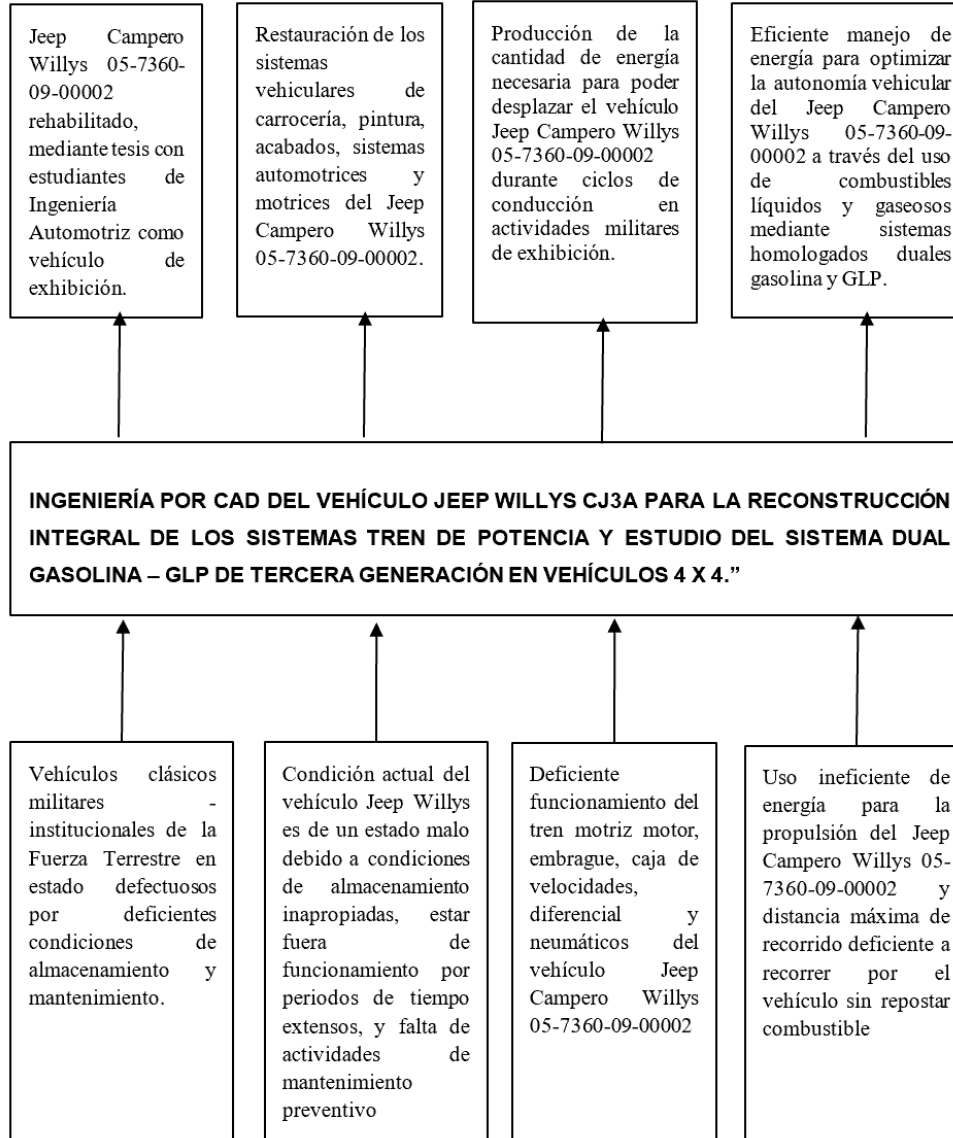 Jeep Campero
Willys 05-7360-
09-00002
rehabilitado,
mediante tesis con
estudiantes de
Ingeniería
Automotriz como
vehículo de
exhibición.
Restauración de los
sistemas
vehiculares de
carrocería, pintura,
acabados, sistemas
automotrices y
motrices del Jeep
Campero Willys
05-7360-09-00002.
Producción de la
cantidad de energía
necesaria para poder
desplazar el vehículo
Jeep Campero Willys
05-7360-09-00002
durante ciclos de
conducción en
actividades militares
de exhibición.
Eficiente manejo de
energía para optimizar
la autonomía vehicular
del Jeep Campero
Willys 05-7360-09-
00002 a través del uso
de combustibles
líquidos y gaseosos
mediante sistemas
homologados duales
gasolina y GLP.
INGENIERÍA POR CAD DEL VEHÍCULO JEEP WILLYS CJ3A PARA LA RECONSTRUCCIÓN
INTEGRAL DE LOS SISTEMAS TREN DE POTENCIA Y ESTUDIO DEL SISTEMA DUAL
GASOLINA – GLP DE TERCERA GENERACIÓN EN VEHÍCULOS 4 X 4.”
Vehículos clásicos
militares -
institucionales de la
Fuerza Terrestre en
estado defectuosos
por deficientes
condiciones de
almacenamiento y
mantenimiento.
Condición actual del
vehículo Jeep Willys
es de un estado malo
debido a condiciones
de almacenamiento
inapropiadas, estar
fuera de
funcionamiento por
periodos de tiempo
extensos, y falta de
actividades de
mantenimiento
preventivo
Deficiente
funcionamiento del
tren motriz motor,
embrague, caja de
velocidades,
diferencial y
neumáticos del
vehículo Jeep
Campero Willys
05-7360-09-00002
Uso ineficiente de
energía para la
propulsión del Jeep
Campero Willys 05-
7360-09-00002 y
distancia máxima de
recorrido deficiente a
recorrer por el
vehículo sin repostar
combustible